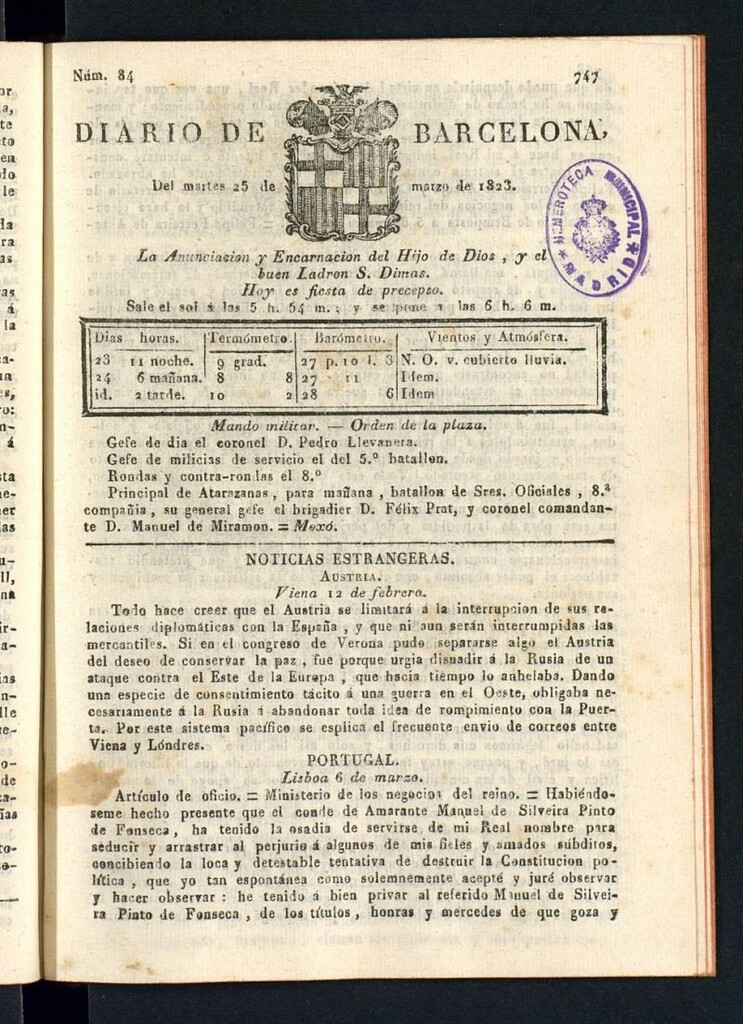 Núm. 84
747
DIARIO DE BARCELONA,
Del martes 25 de marzo de 1823.
HEMEROTECA MUNICIPAL
MADRID
La Anunciacion y Encarnacion del Hijo de Dios , y el
buen Ladron S. Dimas.
Hoy es fiesta de precepto.
Sale el sol á las 5 h. 54 m. ; y se pone á las 6 h. 6 m.
Dias horas. Termómetro. Barómetro. Vientos y Atmósfera.
23 11 noche. 9 grad. 27 p. 10 l. 3 N. O. v. cubierto lluvia.
24 6 mañana. 8 8 27 11 Idem.
id. 2 tarde. 10 2 28 6 Idem
Mando militar. — Orden de la plaza.
Gefe de dia el coronel D. Pedro Llevanera.
Gefe de milicias de servicio el del 5.º batallon.
Rondas y contra-rondas el 8.º
Principal de Atarazanas , para mañana , batallon de Sres. Oficiales , 8.ª
compañia , su general gefe el brigadier D. Félix Prat, y coronel comandan-
te D. Manuel de Miramon. = Moxó.
NOTICIAS ESTRANGERAS.
AUSTRIA.
Viena 12 de febrero.
Todo hace creer que el Austria se limitará á la interrupcion de sus re-
laciones diplomáticas con la España , y que ni aun serán interrumpidas las
mercantiles. Si en el congreso de Verona pudo separarse algo el Austria
del deseo de conservar la paz , fue porque urgia disuadir á la Rusia de un
ataque contra el Este de la Europa , que hacia tiempo lo anhelaba. Dando
una especie de consentimiento tácito á una guerra en el Oeste, obligaba ne-
cesariamente á la Rusia á abandonar toda idea de rompimiento con la Puer-
ta. Por este sistema pacífico se esplica el frecuente envio de correos entre
Viena y Lóndres.
PORTUGAL.
Lisboa 6 de marzo.
Artículo de oficio. = Ministerio de los negocios del reino. = Habiéndo-
seme hecho presente que el conde de Amarante Manuel de Silveira Pinto
de Fonseca, ha tenido la osadia de servirse de mi Real nombre para
seducir y arrastrar al perjurio á algunos de mis fieles y amados súbditos,
concibiendo la loca y detestable tentativa de destruir la Constitucion po-
lítica , que yo tan espontánea como solemnemente acepté y juré observar
y hacer observar : he tenido á bien privar al referido Manuel de Silvei-
ra Pinto de Fonseca , de los títulos, honras y mercedes de que goza y